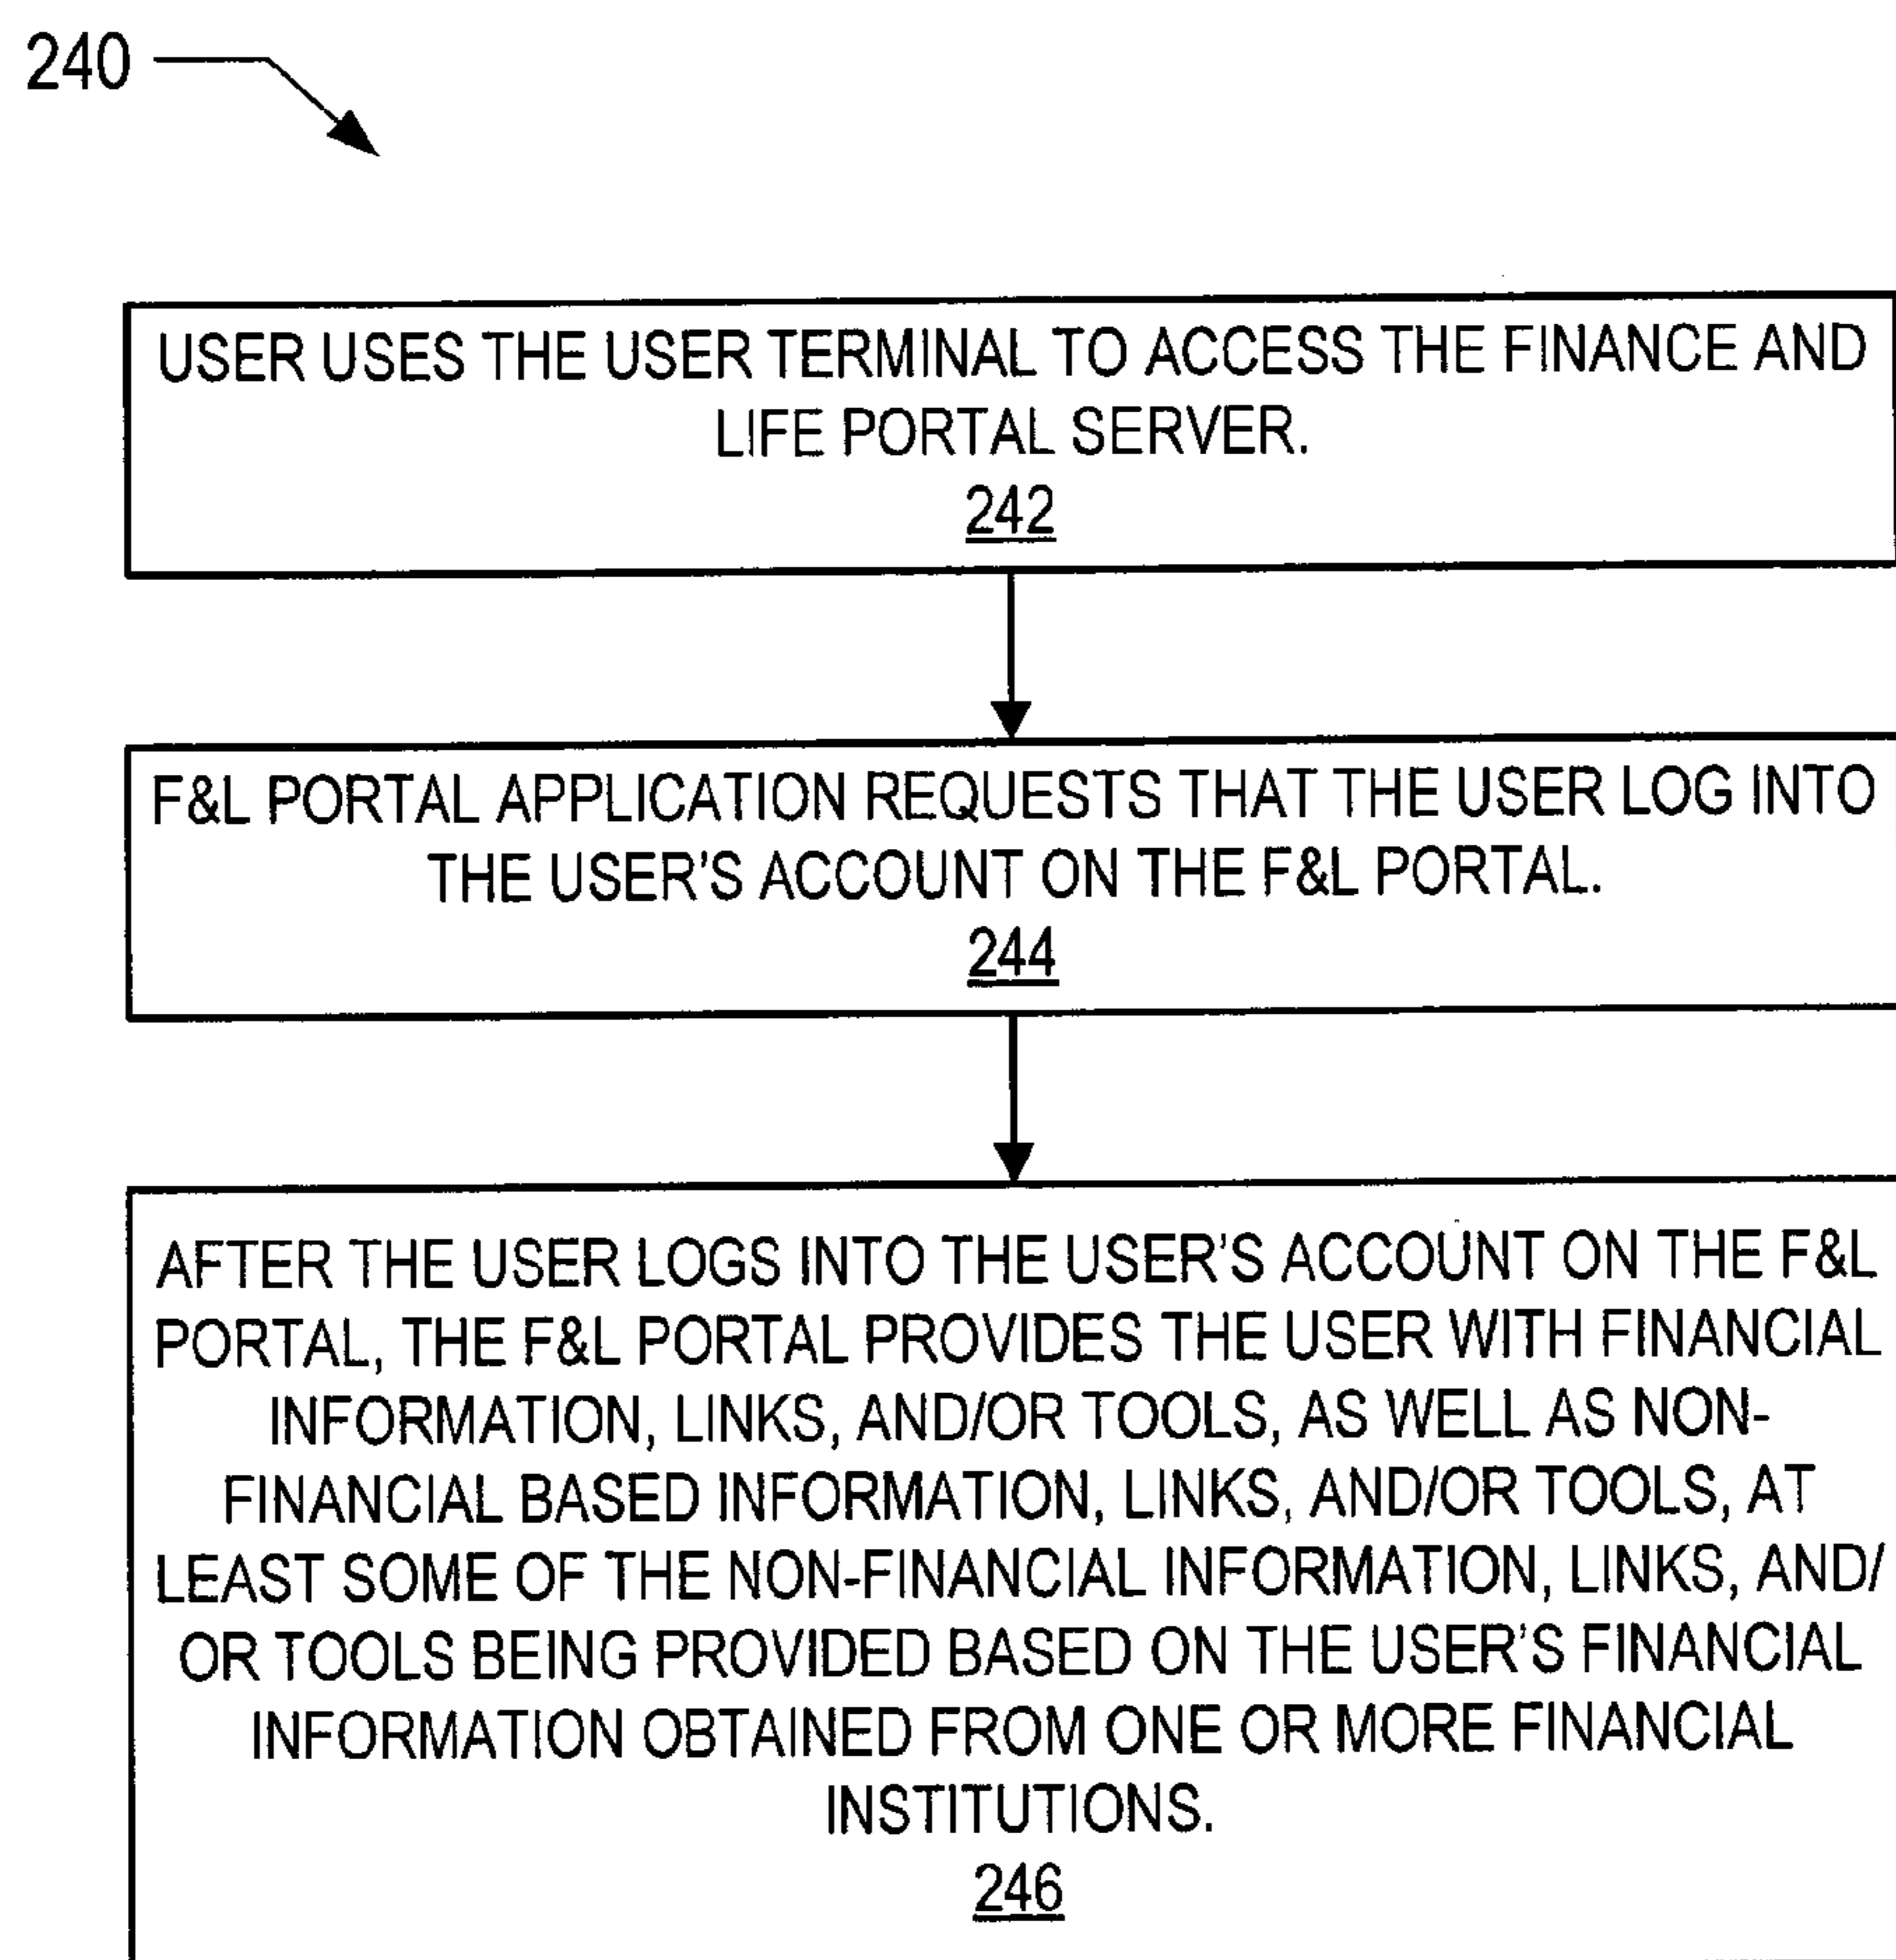 240
USER USES THE USER TERMINAL TO ACCESS THE FINANCE AND
LIFE PORTAL SERVER.
242
F&L PORTAL APPLICATION REQUESTS THAT THE USER LOG INTO
THE USER'S ACCOUNT ON THE F&L PORTAL.
244
AFTER THE USER LOGS INTO THE USER'S ACCOUNT ON THE F&L
PORTAL, THE F&L PORTAL PROVIDES THE USER WITH FINANCIAL
INFORMATION, LINKS, AND/OR TOOLS, AS WELL AS NON-
FINANCIAL BASED INFORMATION, LINKS, AND/OR TOOLS, AT
LEAST SOME OF THE NON-FINANCIAL INFORMATION, LINKS, AND/
OR TOOLS BEING PROVIDED BASED ON THE USER'S FINANCIAL
INFORMATION OBTAINED FROM ONE OR MORE FINANCIAL
INSTITUTIONS.
246